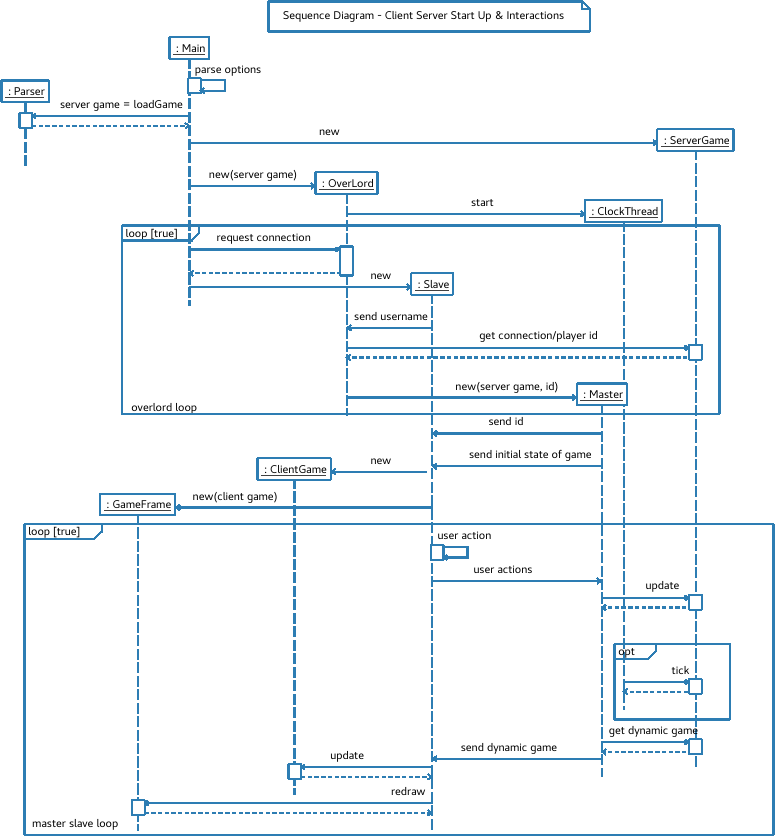 Sequence Diagram - Client Server Start Up & Interactions
: Main
parse options
: Parser
server game = loadGame
new
: ServerGame
new(server game)
: OverLord
start
: ClockThread
loop [true]
request connection
new
: Slave
send username
get connection/player id
new(server game, id)
: Master
overlord loop
send id
send initial state of game
new
: ClientGame
new(client game)
: GameFrame
loop [true]
user action
user actions
update
opt
tick
get dynamic game
send dynamic game
update
redraw
master slave loop